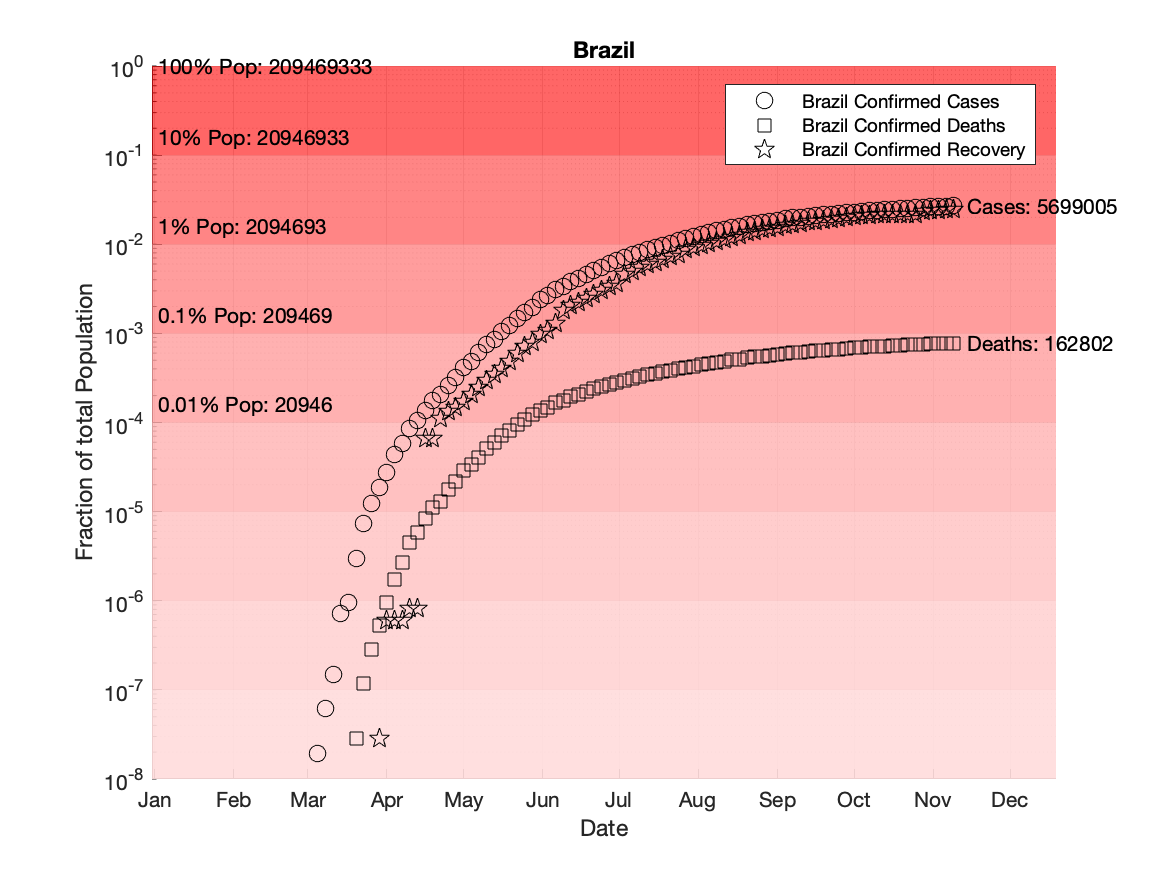 Brazil
10^0
100% Pop: 209469333
Brazil Confirmed Cases
Brazil Confirmed Deaths
Brazil Confirmed Recovery
10% Pop: 20946933
10^-1
Cases: 5699005
1% Pop: 2094693
10^-2
0.1% Pop: 209469
10^-3
Deaths: 162802
0.01% Pop: 20946
10^-4
10^-5
10^-6
10^-7
10^-8
Fraction of total Population
Jan Feb Mar Apr May Jun Jul Aug Sep Oct Nov Dec
Date